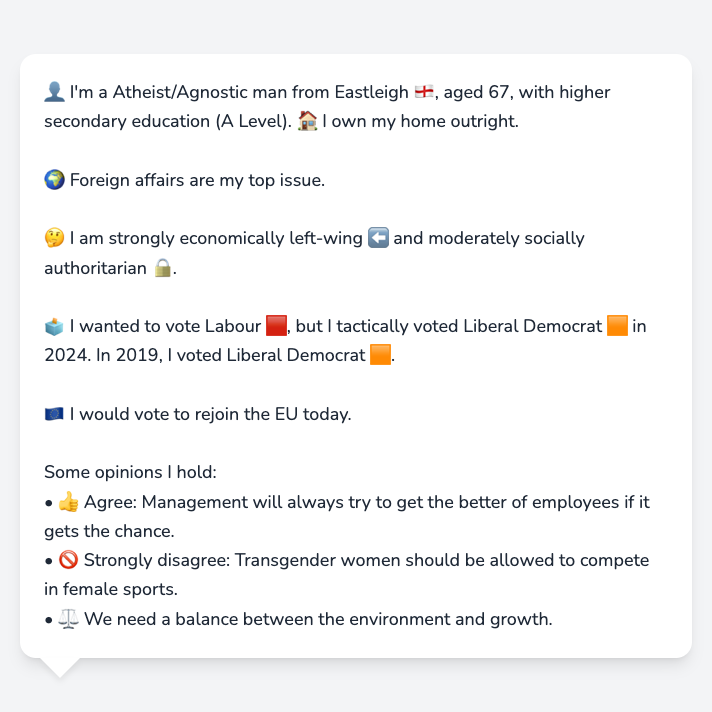 👤 I'm a Atheist/Agnostic man from Eastleigh 🏴󠁧󠁢󠁥󠁮󠁧󠁿, aged 67, with higher
secondary education (A Level). 🏠 I own my home outright.
🌍 Foreign affairs are my top issue.
🤔 I am strongly economically left-wing ⬅️ and moderately socially
authoritarian 🔒.
🗳️ I wanted to vote Labour 🟥, but I tactically voted Liberal Democrat 🟧 in
2024. In 2019, I voted Liberal Democrat 🟧.
🇪🇺 I would vote to rejoin the EU today.
Some opinions I hold:
• 👍 Agree: Management will always try to get the better of employees if it
gets the chance.
• 🚫 Strongly disagree: Transgender women should be allowed to compete
in female sports.
• ⚖️ We need a balance between the environment and growth.